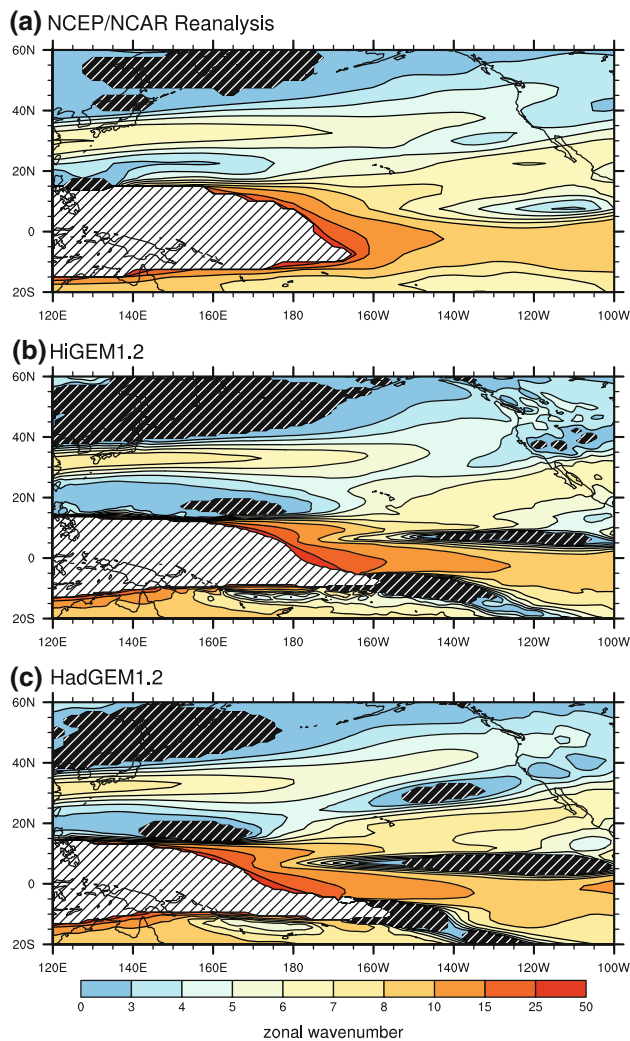 (a) NCEP/NCAR Reanalysis
60N
40N
20N
0
20S
120E 140E 160E 180 160W 140W 120W 100W
(b) HiGEM1.2
60N
40N
20N
0
20S
120E 140E 160E 180 160W 140W 120W 100W
(c) HadGEM1.2
60N
40N
20N
0
20S
120E 140E 160E 180 160W 140W 120W 100W
0 3 4 5 6 7 8 10 15 25 50
zonal wavenumber